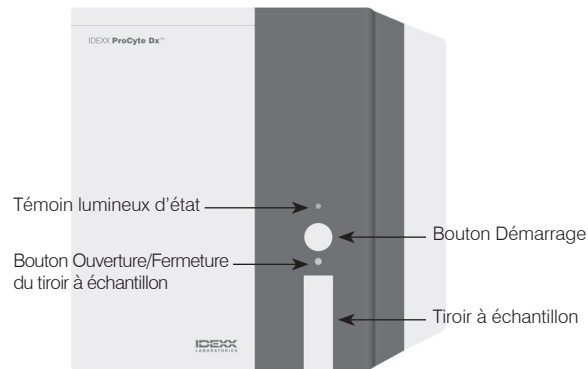 IDEXX ProCyte Dx™
Témoin lumineux d'état
Bouton Démarrage
Bouton Ouverture/Fermeture
du tiroir à échantillon
Tiroir à échantillon
IDEXX
LABORATORIES